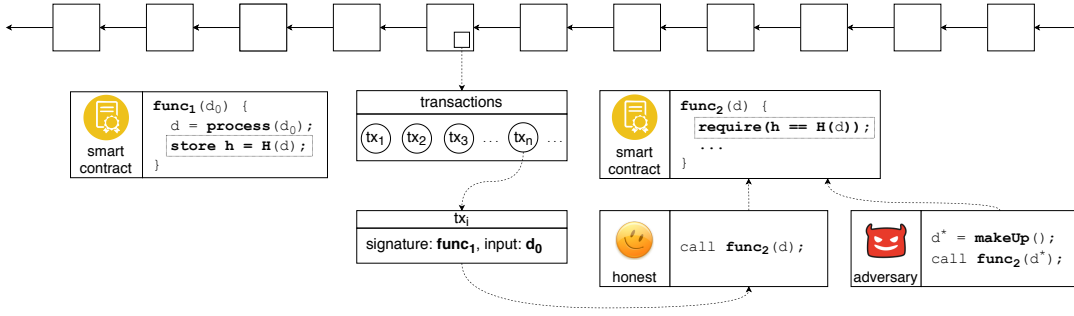 func1(d0) {
d = process(d0);
store h = H(d);
}
smart
contract
transactions
tx1 tx2 tx3 ... txn ...
txi
signature: func1, input: d0
func2(d) {
require(h == H(d));
...
}
smart
contract
call func2(d);
honest
d* = makeUp();
call func2(d*);
adversary